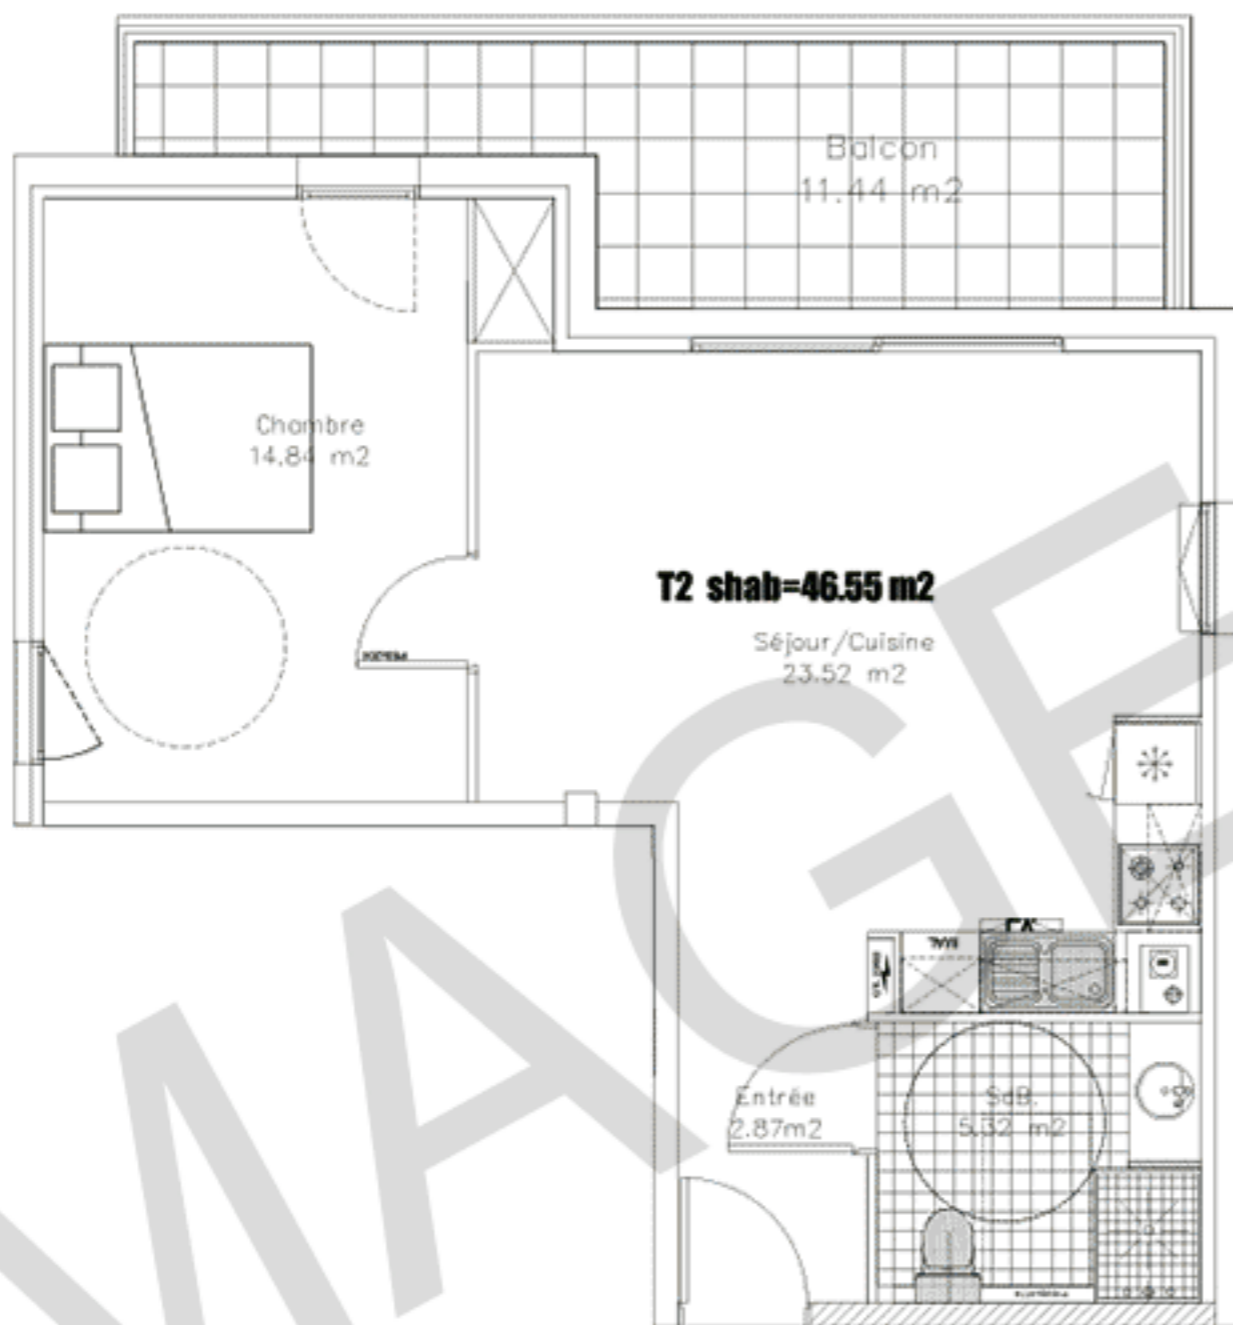 Balcon
11.44 m2
Chambre
14.84 m2
T2 shab=46.55 m2
Séjour/Cuisine
23.52 m2
Entrée
2.87m2
SdB.
5.32 m2
MAGE